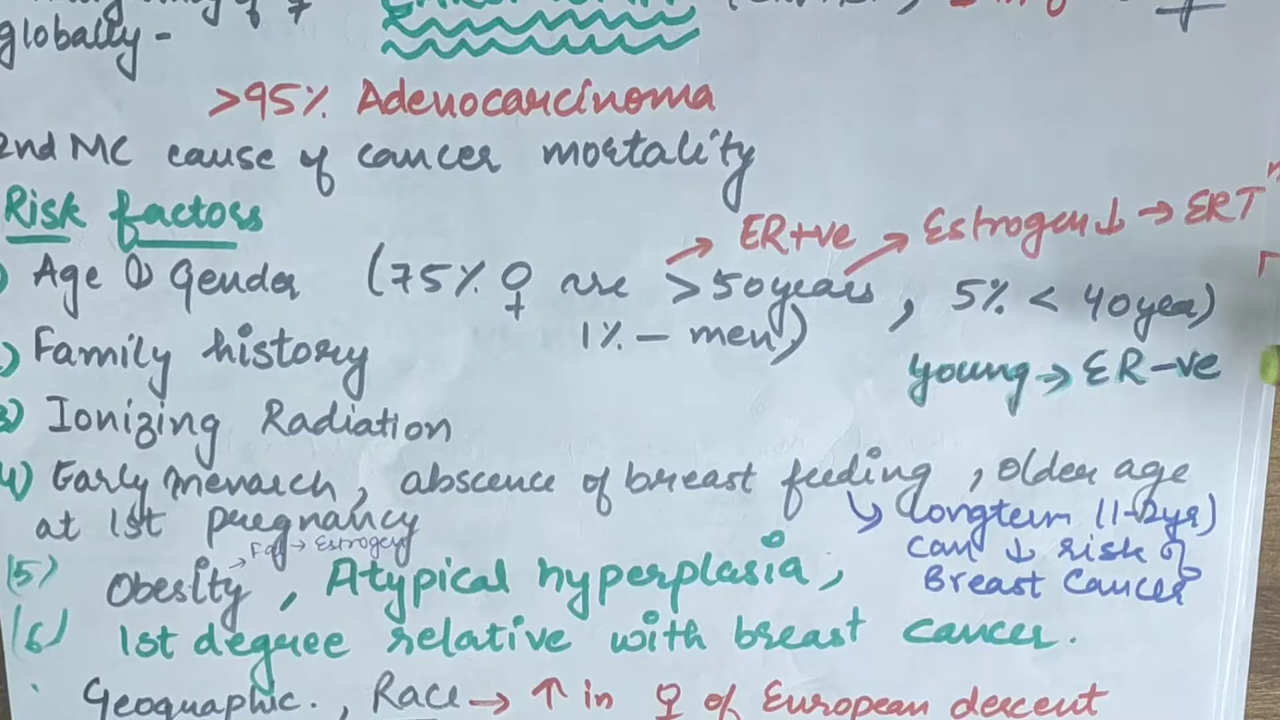 globally -
>95% Adenocarcinoma
2nd MC cause of cancer mortality
Risk factors
ER+ve → Estrogen↓ → ERT
Age & Gender (75% ♀ are >50years, 5% < 40year)
1% - men)
Family history
young → ER-ve
3) Ionizing Radiation
4) Early menarch, abscence of breast feeding, older age
at 1st pregnancy
↳ longterm (1-2yr)
can ↓ risk of
Breast Cancer
→ Fat → Estrogen
(5) Obesity, Atypical hyperplasia,
(6) 1st degree relative with breast cancer.
Geographic., Race → ↑ in ♀ of European descent